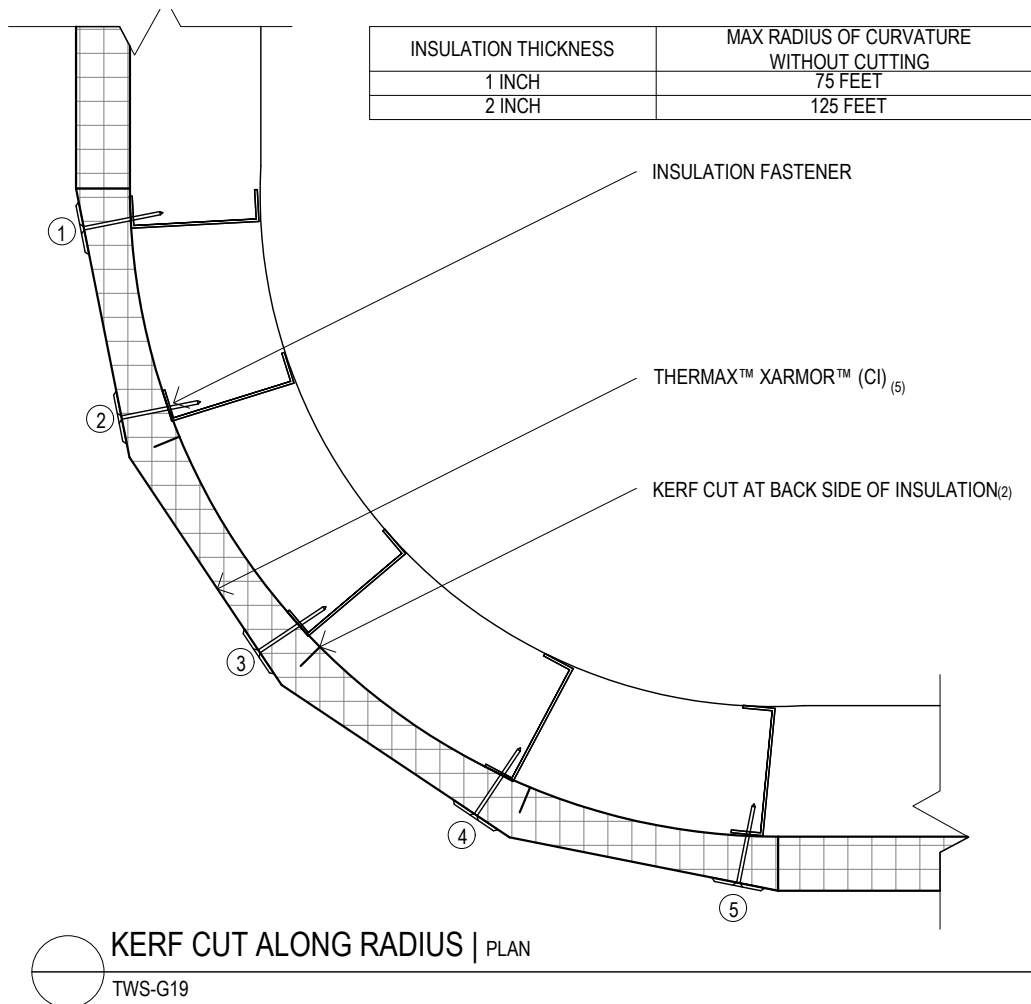 INSULATION THICKNESS
MAX RADIUS OF CURVATURE
WITHOUT CUTTING
1 INCH
75 FEET
2 INCH
125 FEET
INSULATION FASTENER
THERMAX™ XARMOR™ (CI) (5)
KERF CUT AT BACK SIDE OF INSULATION(2)
1
2
3
4
5
KERF CUT ALONG RADIUS | PLAN
TWS-G19